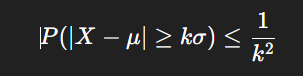 P(|X − μ| ≥ kσ) ≤ 1/k²